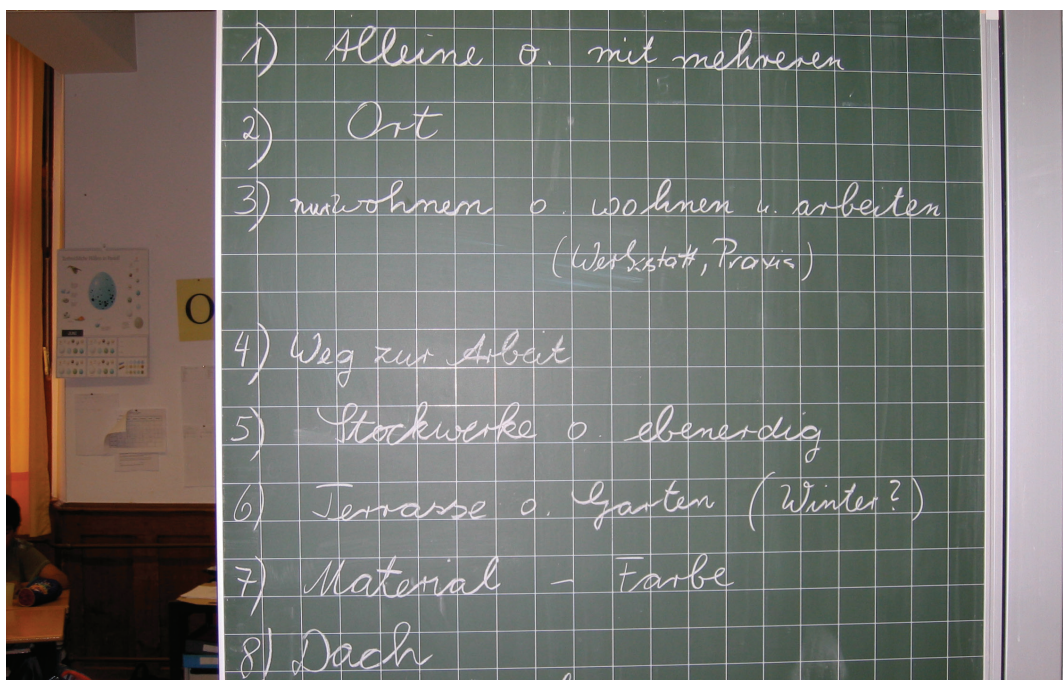 1) Alleine o. mit mehreren
2) Ort
3) nur wohnen o. wohnen u. arbeiten
(Werkstatt, Praxis)
4) Weg zur Arbeit
5) Stockwerke o. ebenerdig
6) Terrasse o. Garten (Winter?)
7) Material – Farbe
8) Dach
O